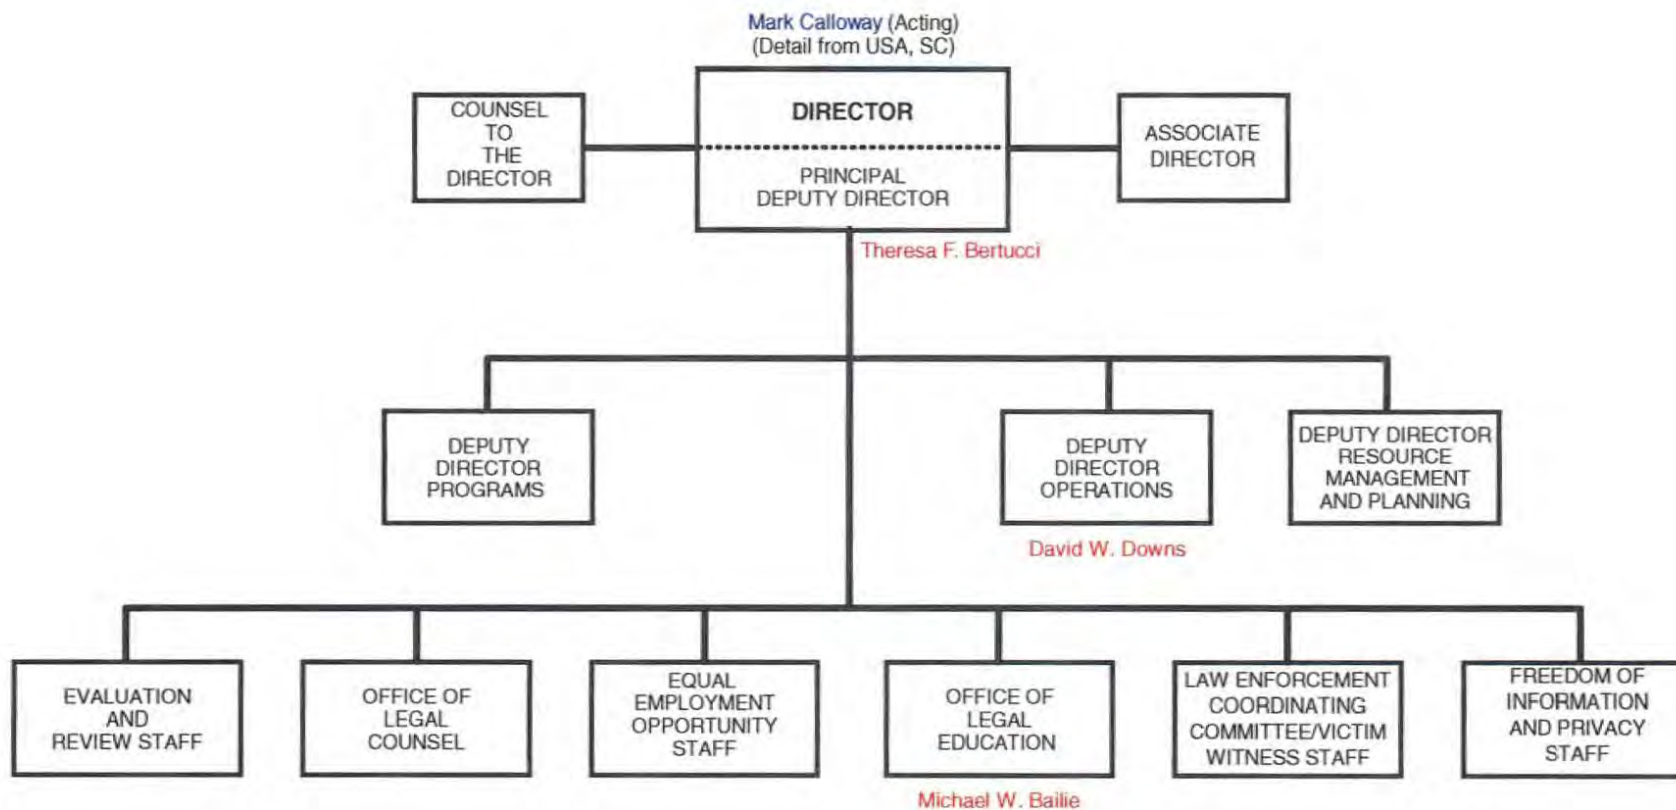 Mark Calloway (Acting)
(Detail from USA, SC)
COUNSEL
TO
THE
DIRECTOR
DIRECTOR
PRINCIPAL
DEPUTY DIRECTOR
ASSOCIATE
DIRECTOR
Theresa F. Bertucci
DEPUTY
DIRECTOR
PROGRAMS
DEPUTY
DIRECTOR
OPERATIONS
DEPUTY DIRECTOR
RESOURCE
MANAGEMENT
AND PLANNING
David W. Downs
EVALUATION
AND
REVIEW STAFF
OFFICE OF
LEGAL
COUNSEL
EQUAL
EMPLOYMENT
OPPORTUNITY
STAFF
OFFICE OF
LEGAL
EDUCATION
LAW ENFORCEMENT
COORDINATING
COMMITTEE/VICTIM
WITNESS STAFF
FREEDOM OF
INFORMATION
AND PRIVACY
STAFF
Michael W. Bailie